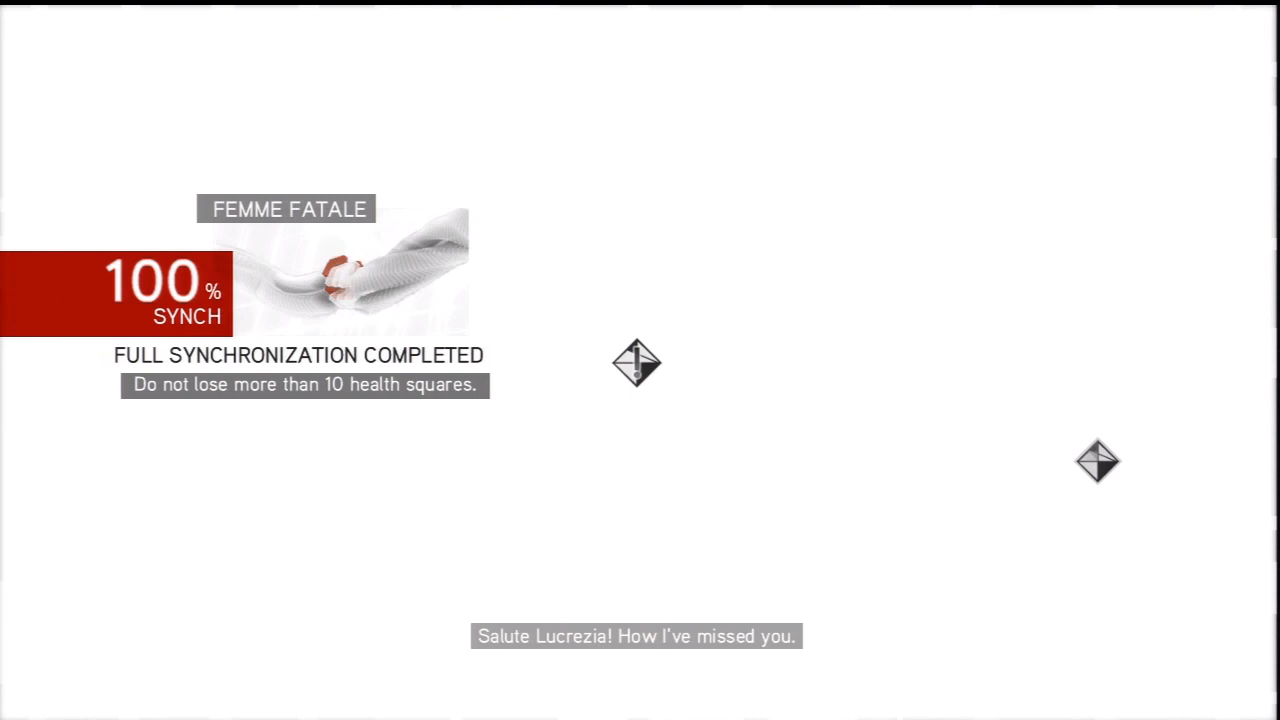 FEMME FATALE
100%
SYNCH
FULL SYNCHRONIZATION COMPLETED
Do not lose more than 10 health squares.
Salute Lucrezia! How I've missed you.